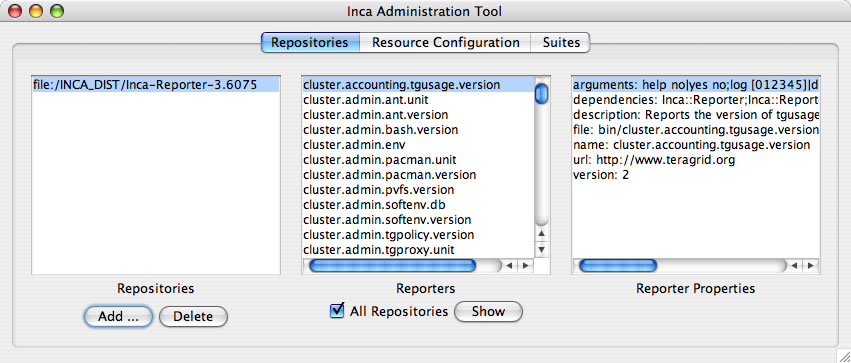 Inca Administration Tool
Repositories Resource Configuration Suites
file:/INCA_DIST/Inca-Reporter-3.6075
cluster.accounting.tgusage.version
cluster.admin.ant.unit
cluster.admin.ant.version
cluster.admin.bash.version
cluster.admin.env
cluster.admin.pacman.unit
cluster.admin.pacman.version
cluster.admin.pvfs.version
cluster.admin.softenv.db
cluster.admin.softenv.version
cluster.admin.tgpolicy.version
cluster.admin.tgproxy.unit
arguments: help no|yes no;log [012345]|d
dependencies: Inca::Reporter;Inca::Report
description: Reports the version of tgusage
file: bin/cluster.accounting.tgusage.version
name: cluster.accounting.tgusage.version
url: http://www.teragrid.org
version: 2
Repositories
Reporters
Reporter Properties
Add ... Delete
All Repositories Show